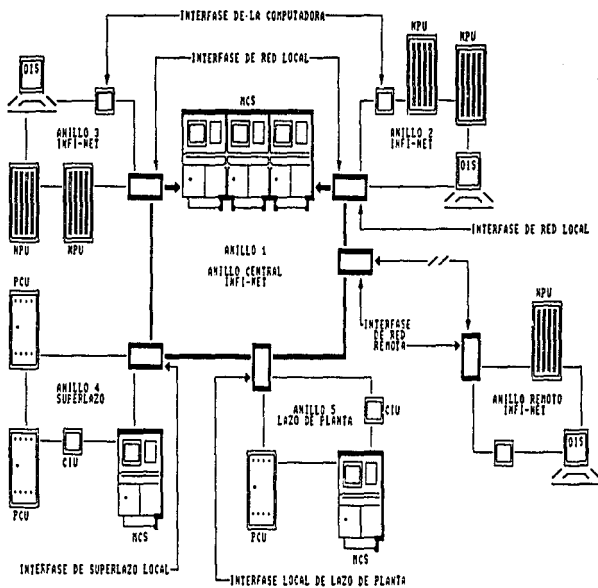 INTERFASE DE LA COMPUTADORA
INTERFASE DE RED LOCAL
MCS
NPU
NPU
OIS
ANILLO 3
INFI-NET
ANILLO 2
INFI-NET
OIS
NPU
NPU
INTERFASE DE RED LOCAL
ANILLO 1
ANILLO CENTRAL
INFI-NET
PCU
NPU
INTERFASE
DE RED
REMOTA
ANILLO 4
SUPERLAZO
ANILLO 5
LAZO DE PLANTA
CIU
ANILLO REMOTO
INFI-NET
OIS
CIU
PCU
MCS
PCU
MCS
INTERFASE DE SUPERLAZO LOCAL
INTERFASE LOCAL DE LAZO DE PLANTA